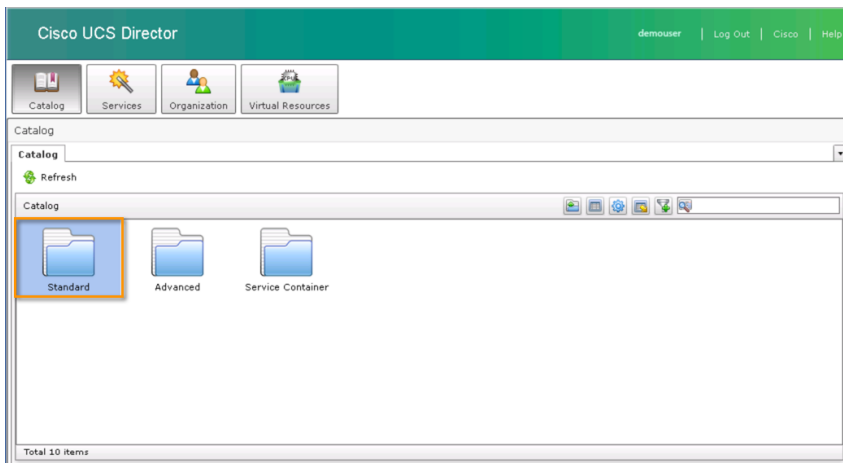 Cisco UCS Director
demouser | Log Out | Cisco | Help
Catalog Services Organization Virtual Resources
Catalog
Catalog
Refresh
Catalog
Standard Advanced Service Container
Total 10 items